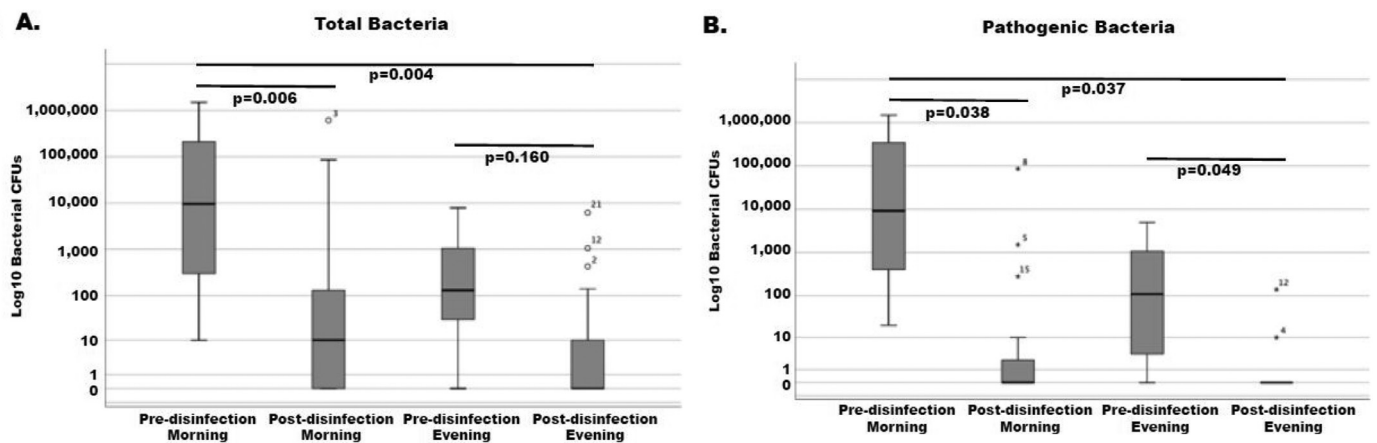 A.
Total Bacteria
p=0.004
p=0.006
p=0.160
Log10 Bacterial CFUs
1,000,000
100,000
10,000
1,000
100
10
1
0
3
21
12
2
Pre-disinfection
Morning
Post-disinfection
Morning
Pre-disinfection
Evening
Post-disinfection
Evening
B.
Pathogenic Bacteria
p=0.037
p=0.038
p=0.049
Log10 Bacterial CFUs
1,000,000
100,000
10,000
1,000
100
10
1
0
8
5
15
12
4
Pre-disinfection
Morning
Post-disinfection
Morning
Pre-disinfection
Evening
Post-disinfection
Evening